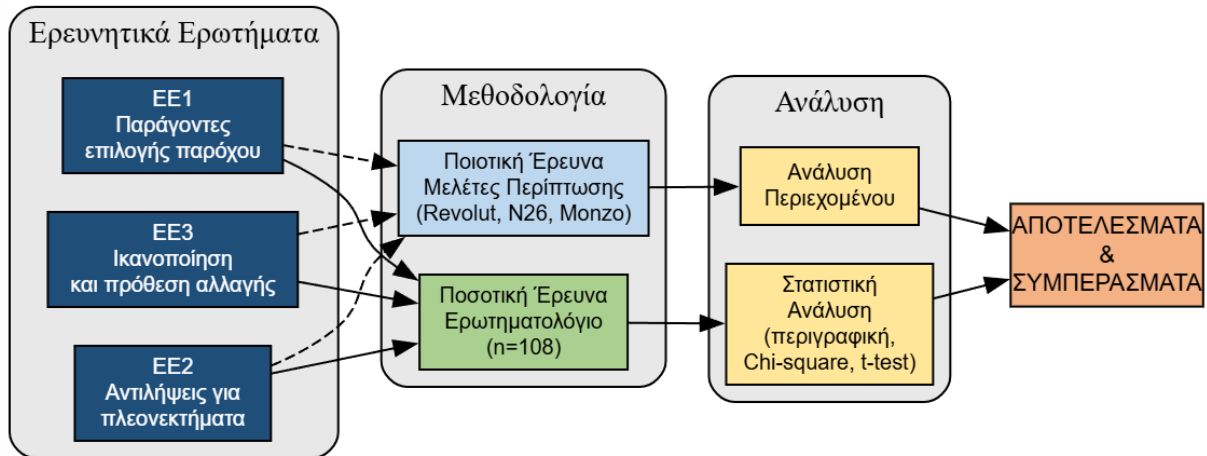 Ερευνητικά Ερωτήματα
ΕΕ1
Παράγοντες
επιλογής παρόχου
ΕΕ3
Ικανοποίηση
και πρόθεση αλλαγής
ΕΕ2
Αντιλήψεις για
πλεονεκτήματα
Μεθοδολογία
Ποιοτική Έρευνα
Μελέτες Περίπτωσης
(Revolut, N26, Monzo)
Ποσοτική Έρευνα
Ερωτηματολόγιο
(n=108)
Ανάλυση
Ανάλυση
Περιεχομένου
Στατιστική
Ανάλυση
(περιγραφική,
Chi-square, t-test)
ΑΠΟΤΕΛΕΣΜΑΤΑ
&
ΣΥΜΠΕΡΑΣΜΑΤΑ